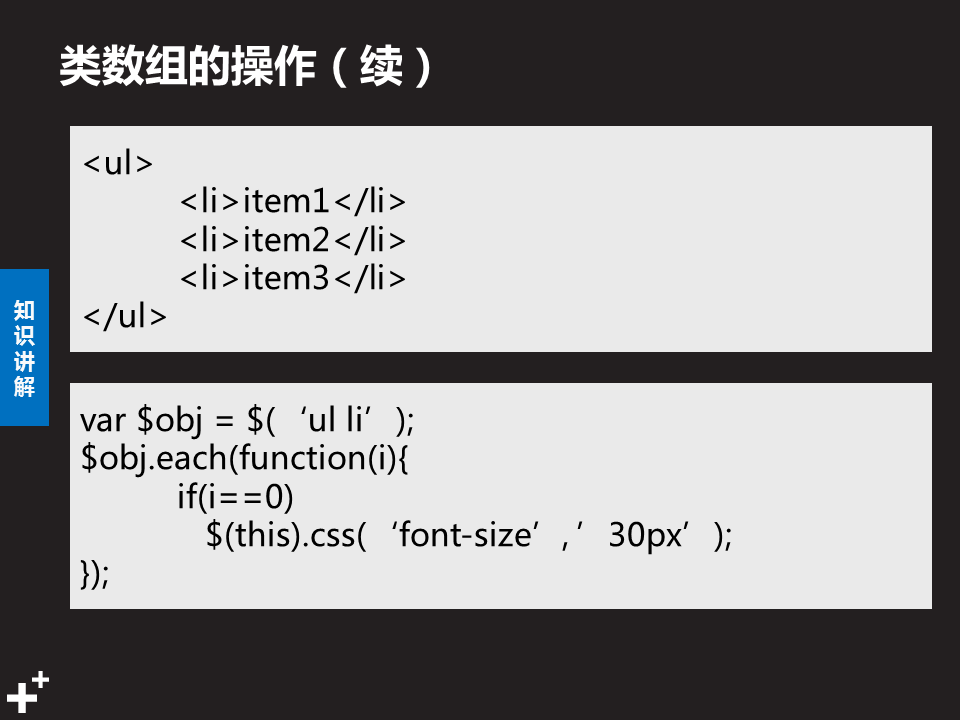 类数组的操作（续）
<ul>
<li>item1</li>
<li>item2</li>
<li>item3</li>
</ul>
知识讲解
var $obj = $(‘ul li’);
$obj.each(function(i){
if(i==0)
$(this).css(‘font-size’,’30px’);
});